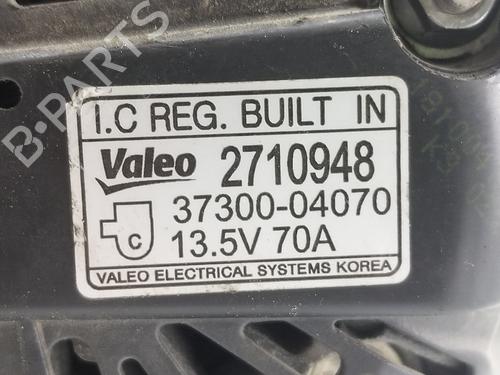 B-PARTS
I.C REG. BUILT IN
Valeo 2710948
C 37300-04070
13.5V 70A
VALEO ELECTRICAL SYSTEMS KOREA